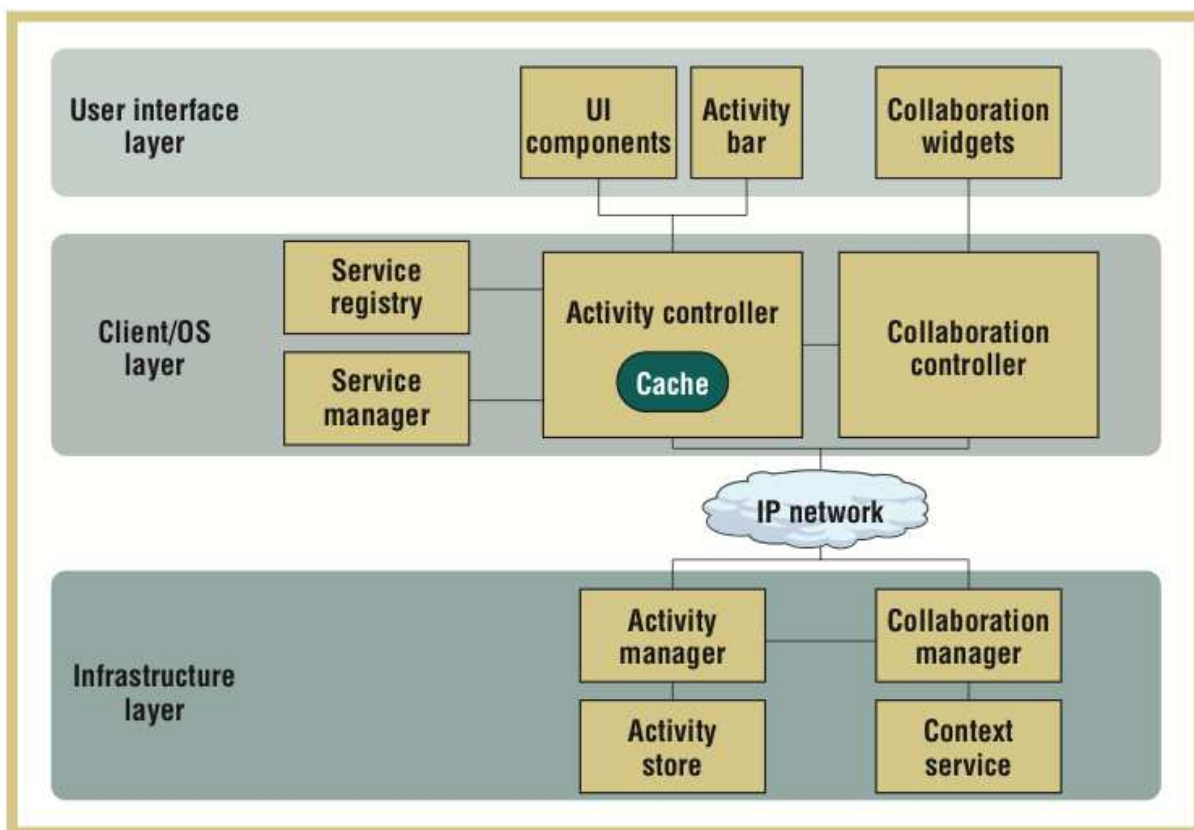 User interface
layer
UI
components
Activity
bar
Collaboration
widgets
Client/OS
layer
Service
registry
Service
manager
Activity controller
Cache
Collaboration
controller
IP network
Infrastructure
layer
Activity
manager
Collaboration
manager
Activity
store
Context
service